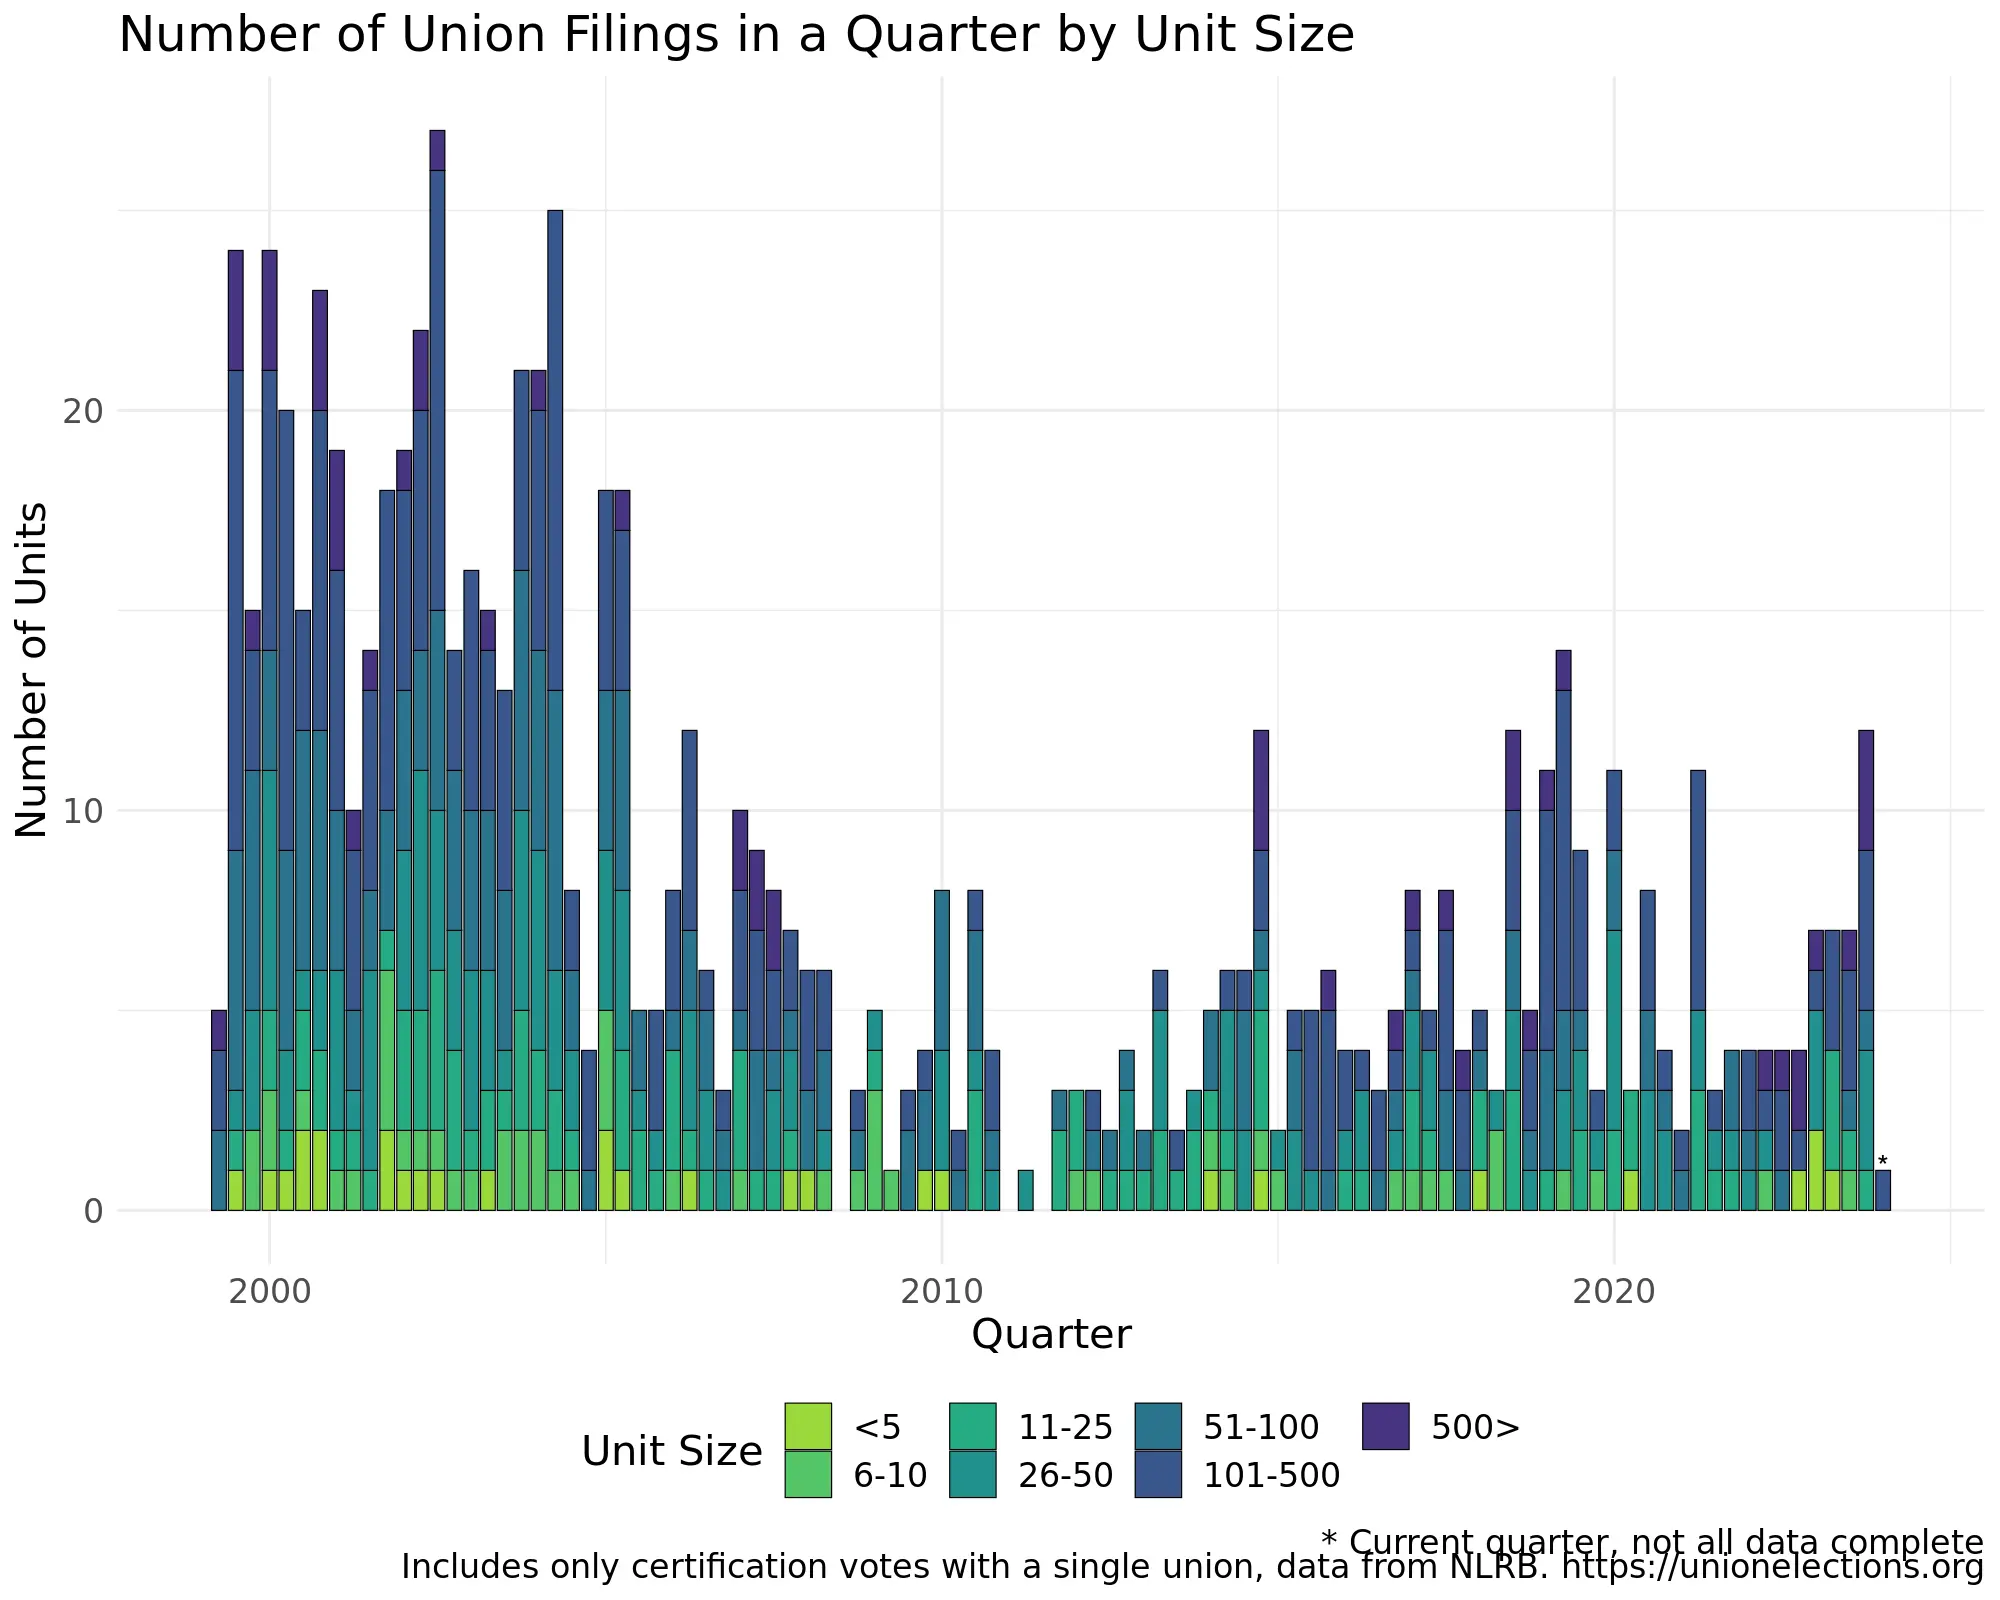 Number of Union Filings in a Quarter by Unit Size
Number of Units
20
10
0
*
2000 2010 2020
Quarter
Unit Size
<5 11-25 51-100 500>
6-10 26-50 101-500
* Current quarter, not all data complete
Includes only certification votes with a single union, data from NLRB. https://unionelections.org